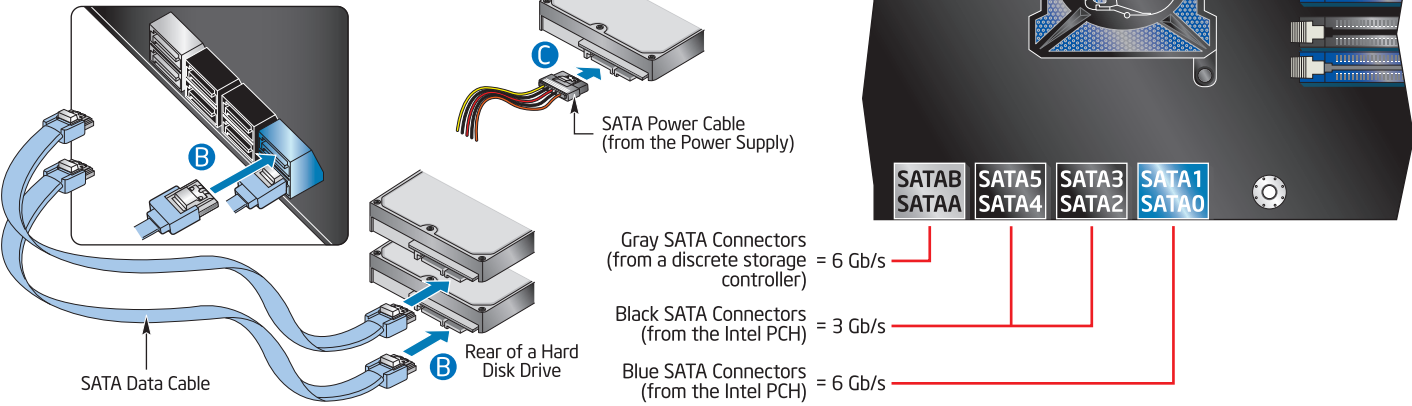 C
SATA Power Cable
(from the Power Supply)
B
B
Rear of a Hard
Disk Drive
SATA Data Cable
SATAB SATA5 SATA3 SATA1
SATAA SATA4 SATA2 SATA0
Gray SATA Connectors
(from a discrete storage = 6 Gb/s
controller)
Black SATA Connectors
(from the Intel PCH) = 3 Gb/s
Blue SATA Connectors
(from the Intel PCH) = 6 Gb/s